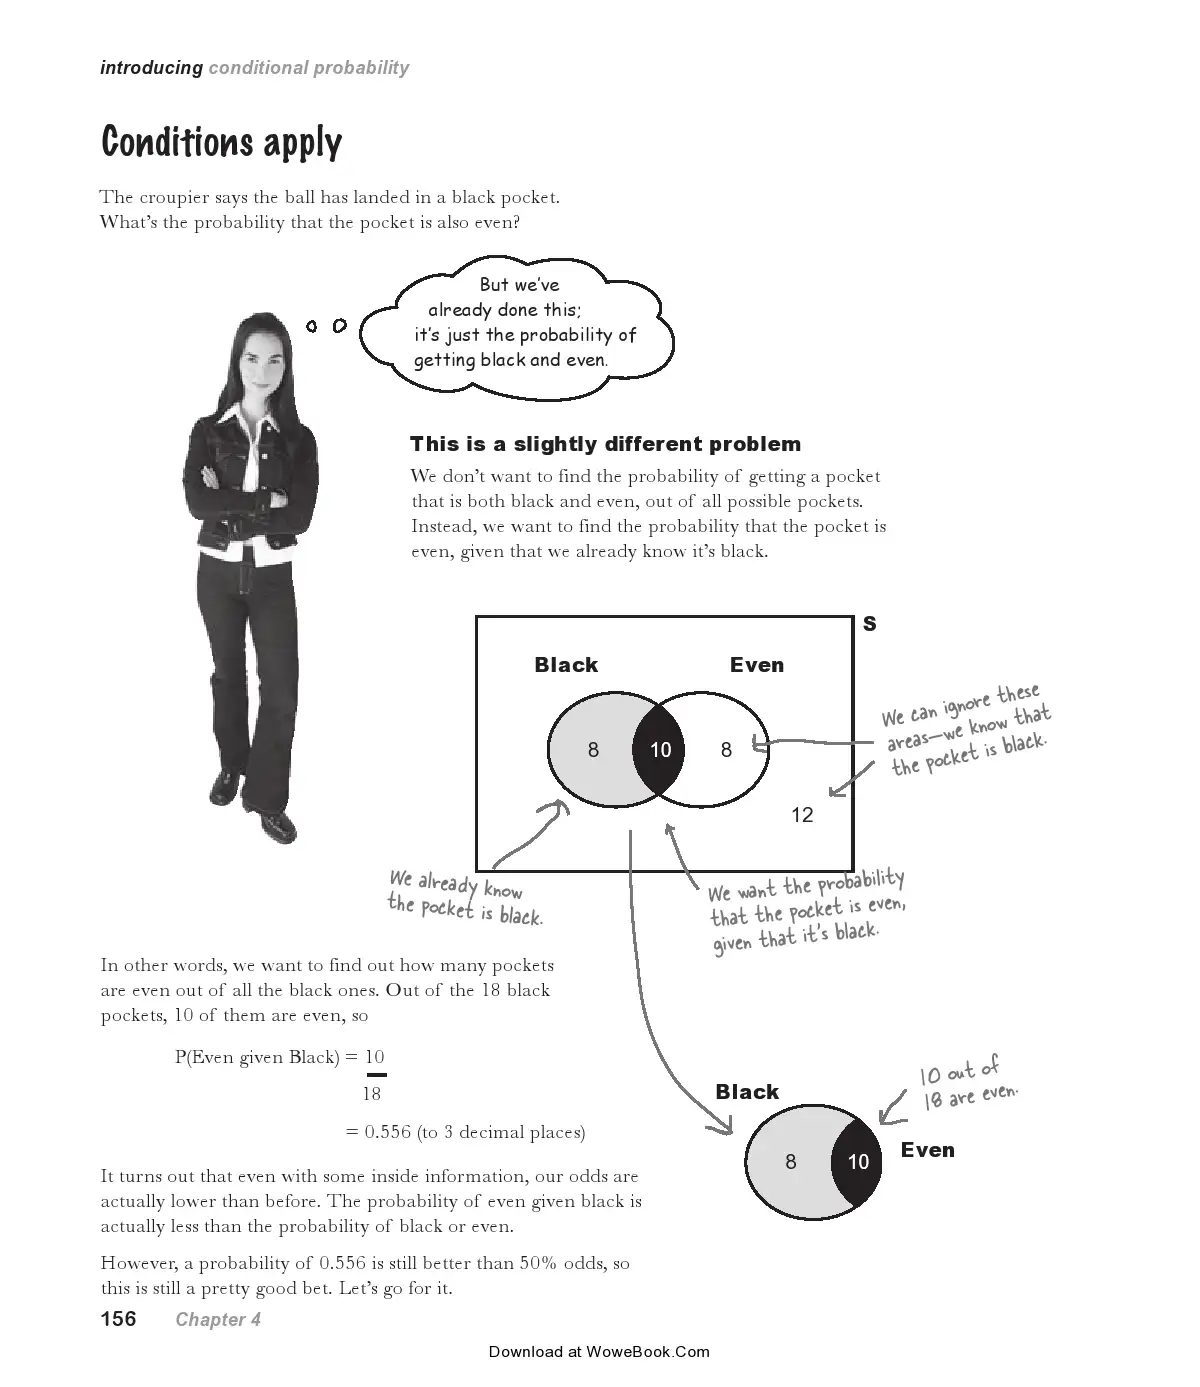 introducing conditional probability
Conditions apply
The croupier says the ball has landed in a black pocket.
What's the probability that the pocket is also even?
But we've
already done this;
it's just the probability of
getting black and even.
This is a slightly different problem
We don't want to find the probability of getting a pocket
that is both black and even, out of all possible pockets.
Instead, we want to find the probability that the pocket is
even, given that we already know it's black.
S
Black Even
8 10 8
12
We can ignore these
areas—we know that
the pocket is black.
We already know
the pocket is black.
We want the probability
that the pocket is even,
given that it's black.
In other words, we want to find out how many pockets
are even out of all the black ones. Out of the 18 black
pockets, 10 of them are even, so
P(Even given Black) = 10
18
= 0.556 (to 3 decimal places)
Black
8 10
Even
10 out of
18 are even.
It turns out that even with some inside information, our odds are
actually lower than before. The probability of even given black is
actually less than the probability of black or even.
However, a probability of 0.556 is still better than 50% odds, so
this is still a pretty good bet. Let's go for it.
156 Chapter 4
Download at WoweBook.Com